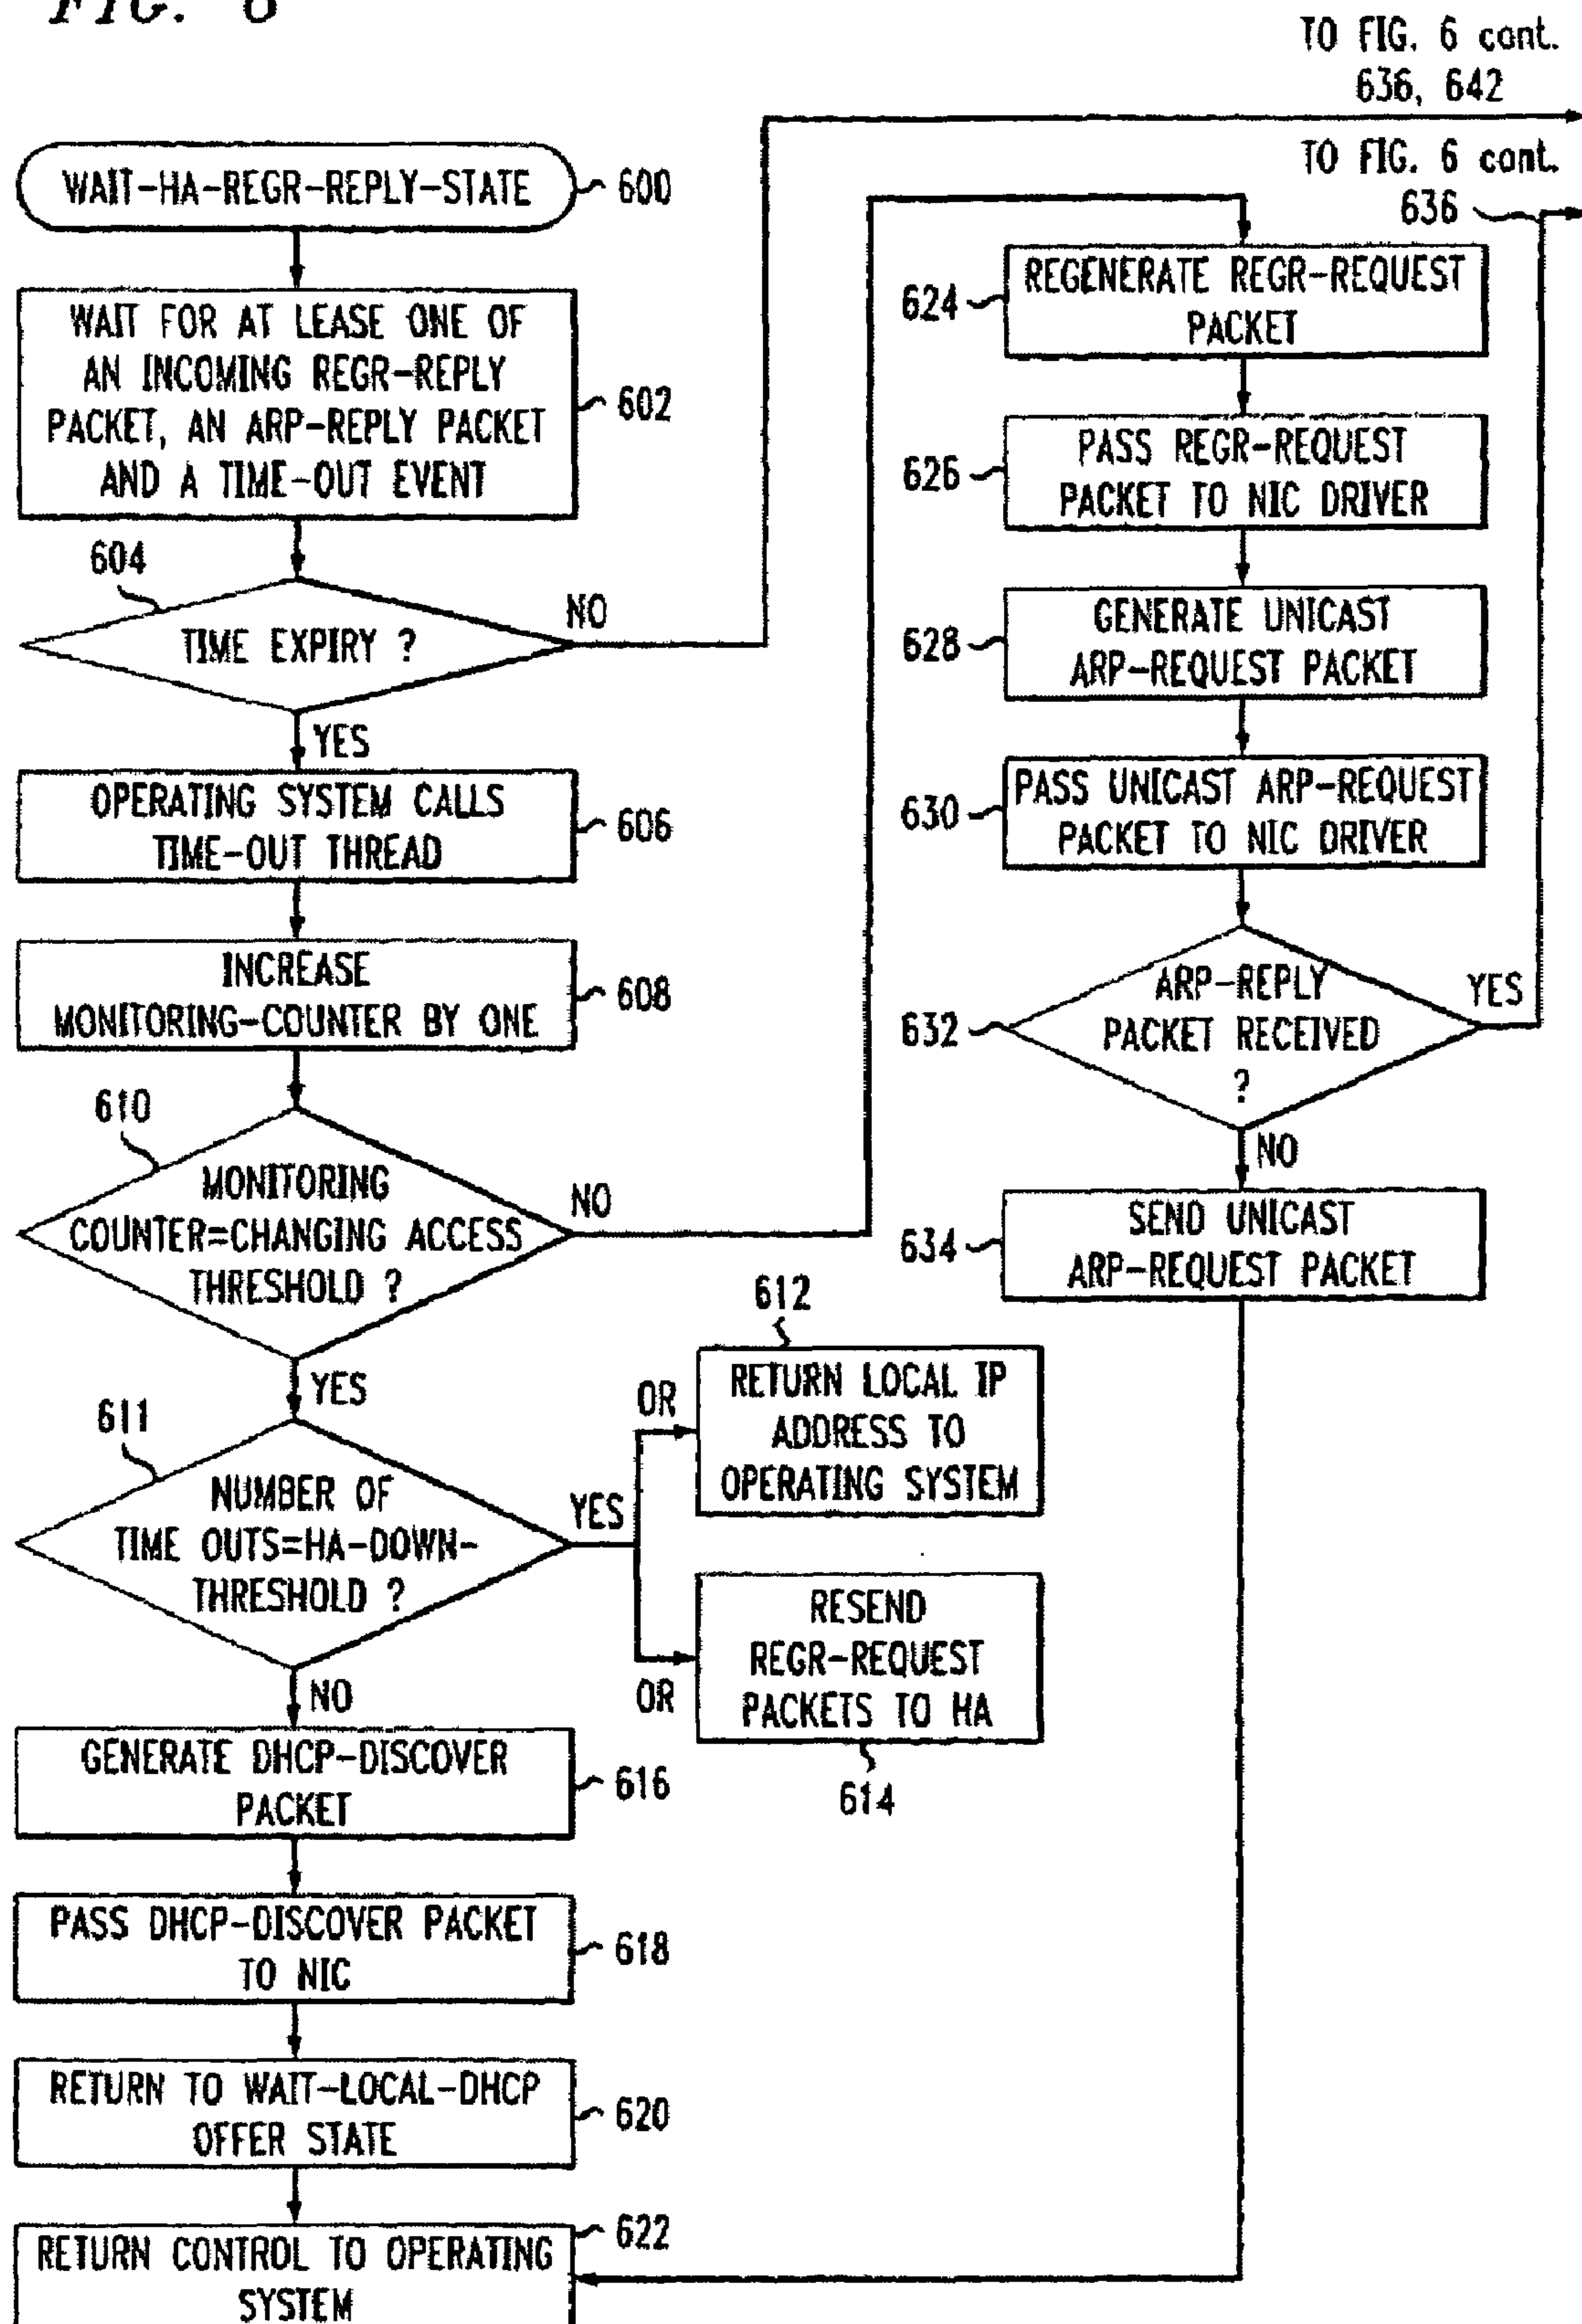 FIG. 6
TO FIG. 6 cont.
636, 642
TO FIG. 6 cont.
636
WAIT-HA-REGR-REPLY-STATE
600
WAIT FOR AT LEASE ONE OF
AN INCOMING REGR-REPLY
PACKET, AN ARP-REPLY PACKET
AND A TIME-OUT EVENT
602
604
TIME EXPIRY ?
NO
YES
OPERATING SYSTEM CALLS
TIME-OUT THREAD
606
INCREASE
MONITORING-COUNTER BY ONE
608
610
MONITORING
COUNTER=CHANGING ACCESS
THRESHOLD ?
NO
YES
611
NUMBER OF
TIME OUTS=HA-DOWN-
THRESHOLD ?
YES
OR
612
RETURN LOCAL IP
ADDRESS TO
OPERATING SYSTEM
OR
RESEND
REGR-REQUEST
PACKETS TO HA
614
NO
GENERATE DHCP-DISCOVER
PACKET
616
PASS DHCP-DISCOVER PACKET
TO NIC
618
RETURN TO WAIT-LOCAL-DHCP
OFFER STATE
620
622
RETURN CONTROL TO OPERATING
SYSTEM
624
REGENERATE REGR-REQUEST
PACKET
626
PASS REGR-REQUEST
PACKET TO NIC DRIVER
628
GENERATE UNICAST
ARP-REQUEST PACKET
630
PASS UNICAST ARP-REQUEST
PACKET TO NIC DRIVER
632
ARP-REPLY
PACKET RECEIVED
?
YES
NO
634
SEND UNICAST
ARP-REQUEST PACKET